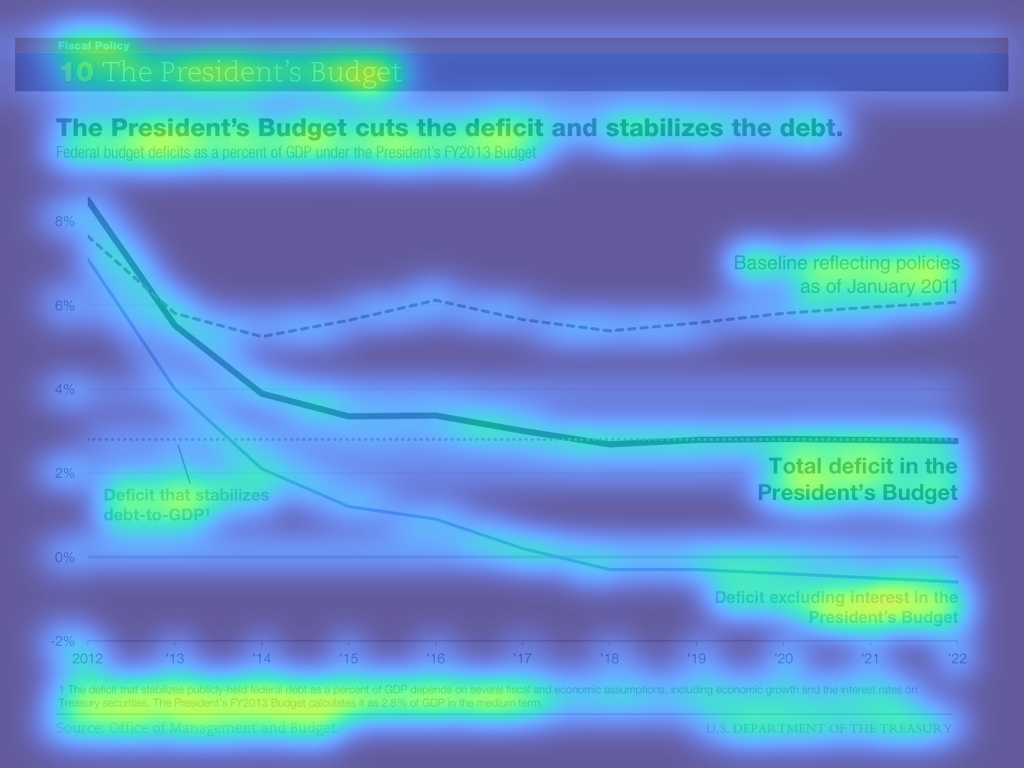 Fiscal Policy
10 The President's Budget
The President's Budget cuts the deficit and stabilizes the debt.
Federal budget deficits as a percent of GDP under the President's FY2013 Budget
8%
Baseline reflecting policies
as of January 2011
6%
4%
Total deficit in the
President's Budget
2%
Deficit that stabilizes
debt-to-GDP¹
0%
Deficit excluding interest in the
President's Budget
-2%
2012 '13 '14 '15 '16 '17 '18 '19 '20 '21 '22
1 The deficit that stabilizes publicly-held federal debt as a percent of GDP depends on several fiscal and economic assumptions, including economic growth and the interest rates on
Treasury securities. The President's FY2013 Budget calculates it as 2.8% of GDP in the medium term.
Source: Office of Management and Budget. U.S. DEPARTMENT OF THE TREASURY